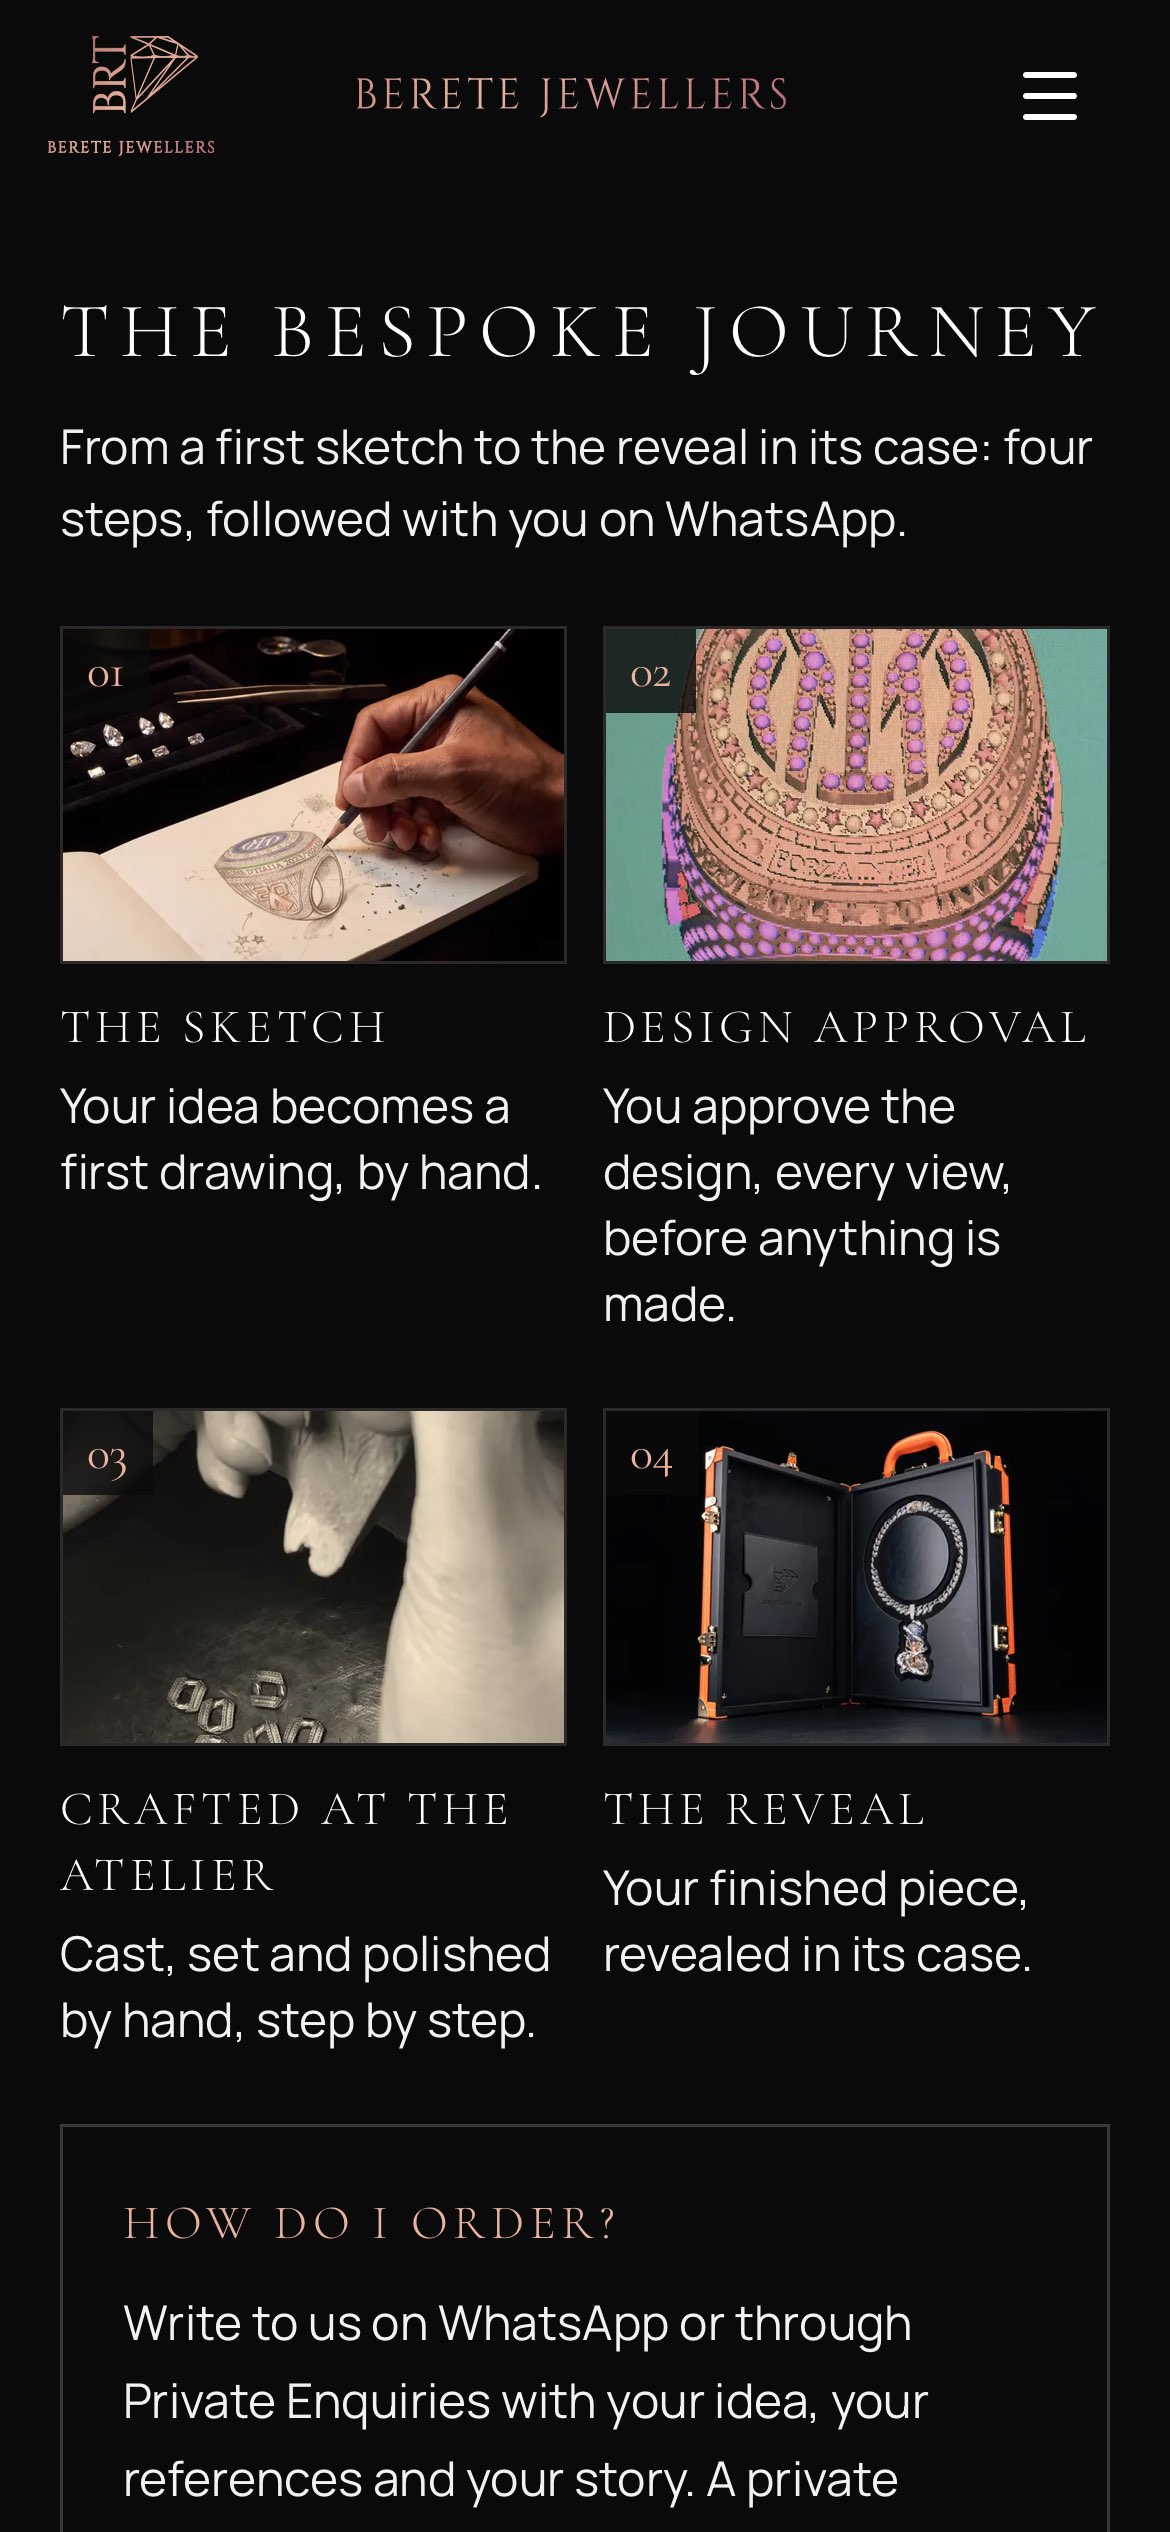 BRT
BERETE JEWELLERS
BERETE JEWELLERS
THE BESPOKE JOURNEY
From a first sketch to the reveal in its case: four
steps, followed with you on WhatsApp.
01
THE SKETCH
Your idea becomes a
first drawing, by hand.
02
DESIGN APPROVAL
You approve the
design, every view,
before anything is
made.
03
CRAFTED AT THE
ATELIER
Cast, set and polished
by hand, step by step.
04
BRT
THE REVEAL
Your finished piece,
revealed in its case.
HOW DO I ORDER?
Write to us on WhatsApp or through
Private Enquiries with your idea, your
references and your story. A private